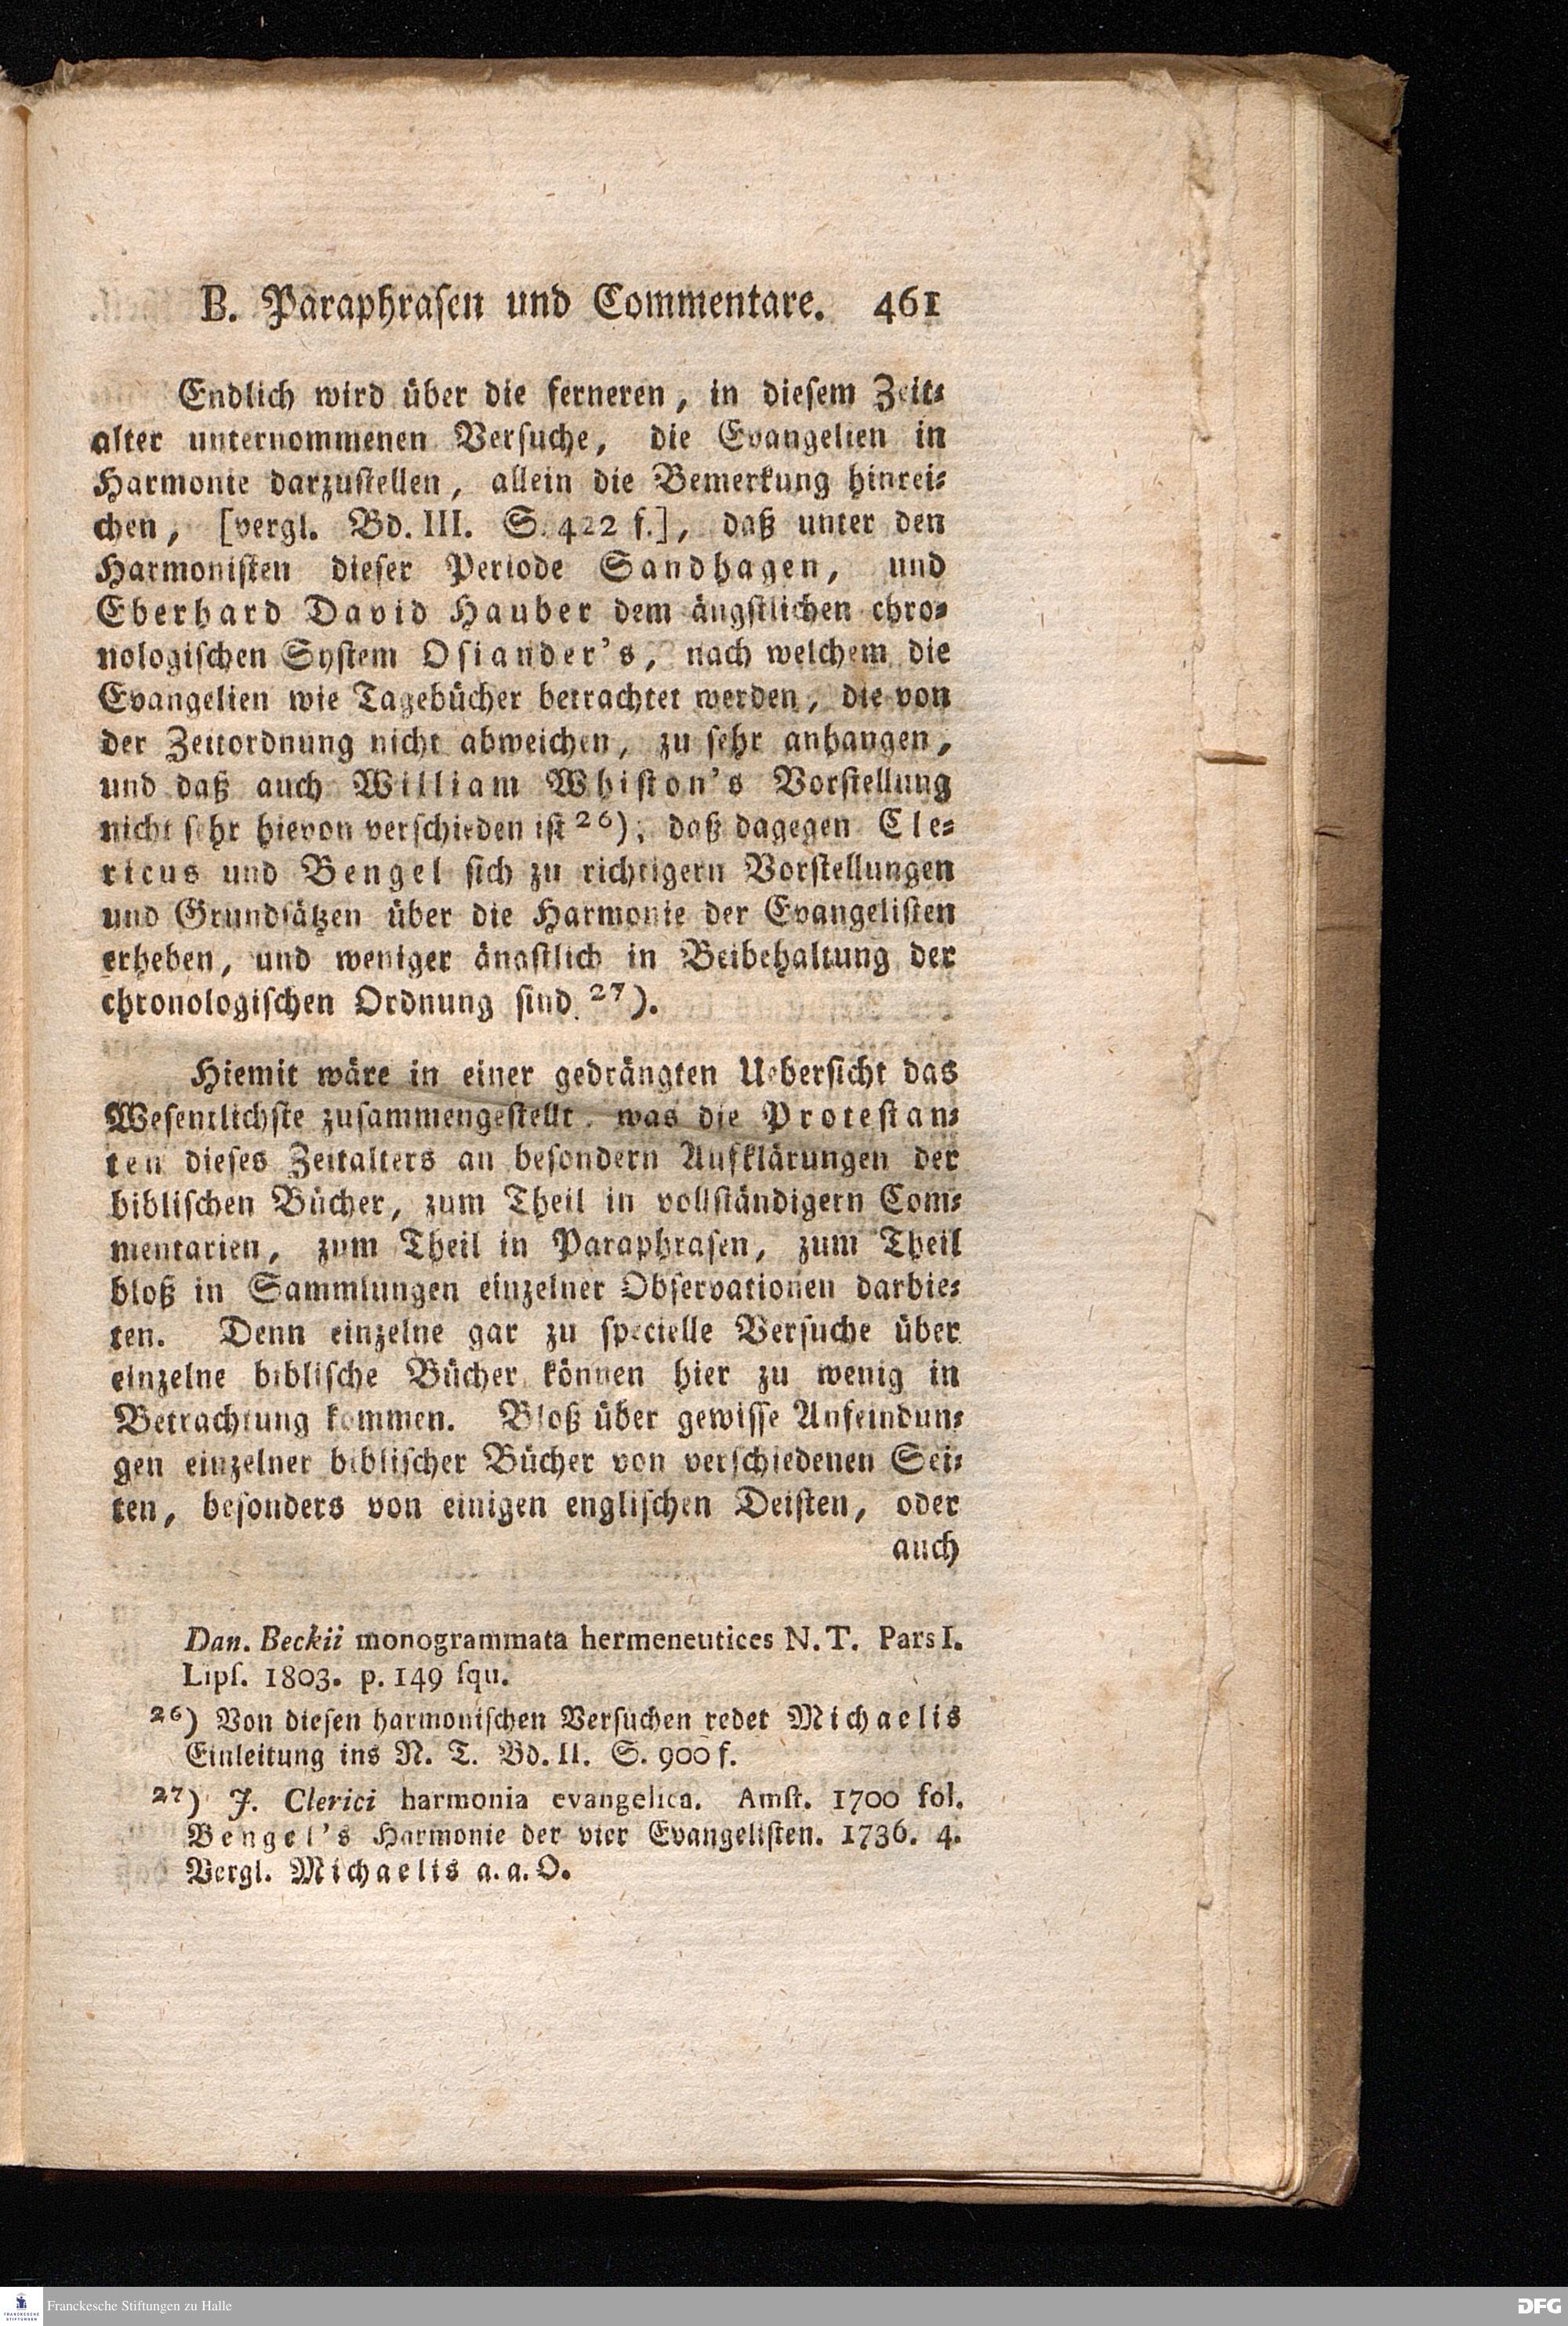 B. Paraphrasen und Commentare. 461
Endlich wird über die ferneren, in diesem Zeit-
alter unternommenen Versuche, die Evangelien in
Harmonie darzustellen, allein die Bemerkung hinrei-
chen, [vergl. Bd. III. S. 422 f.], daß unter den
Harmonisten dieser Periode Sandhagen, und
Eberhard David Hauber dem ängstlichen chro-
nologischen System Osiander's, nach welchem die
Evangelien wie Tagebücher betrachtet werden, die von
der Zeitordnung nicht abweichen, zu sehr anhangen,
und daß auch William Whiston's Vorstellung
nicht sehr hievon verschieden ist 26); daß dagegen Cle-
ricus und Bengel sich zu richtigern Vorstellungen
und Grundsätzen über die Harmonie der Evangelisten
erheben, und weniger ängstlich in Beibehaltung der
chronologischen Ordnung sind 27).
Hiemit wäre in einer gedrängten Uebersicht das
Wesentlichste zusammengestellt, was die Protestan-
ten dieses Zeitalters an besondern Aufklärungen der
biblischen Bücher, zum Theil in vollständigern Com-
mentarien, zum Theil in Paraphrasen, zum Theil
bloß in Sammlungen einzelner Observationen darbie-
ten. Denn einzelne gar zu specielle Versuche über
einzelne biblische Bücher können hier zu wenig in
Betrachtung kommen. Bloß über gewisse Anfeindun-
gen einzelner biblischer Bücher von verschiedenen Sei-
ten, besonders von einigen englischen Deisten, oder
auch
Dan. Beckii monogrammata hermeneutices N. T. Pars I.
Lipſ. 1803. p. 149 ſqu.
26) Von diesen harmonischen Versuchen redet Michaelis
Einleitung ins N. T. Bd. II. S. 900 f.
27) J. Clerici harmonia evangelica. Amſt. 1700 fol.
Bengel's Harmonie der vier Evangelisten. 1736. 4.
Vergl. Michaelis a. a. O.
FRANCKESCHE STIFTUNGEN
Franckesche Stiftungen zu Halle
DFG